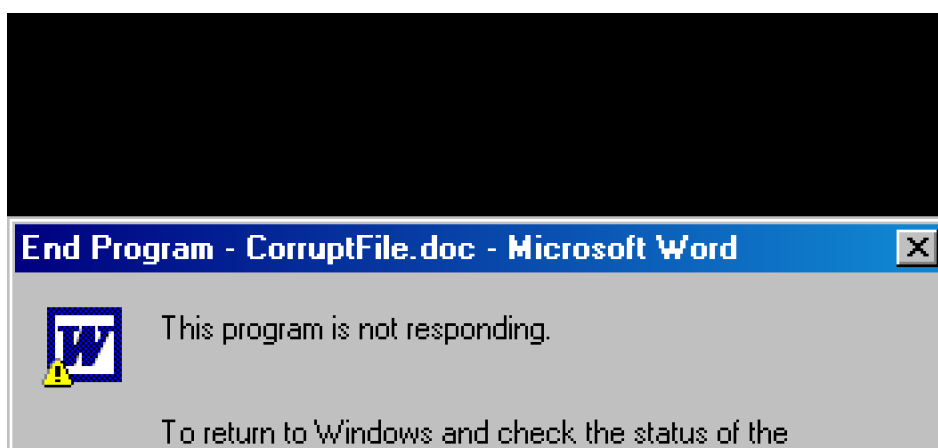 End Program - CorruptFile.doc - Microsoft Word
This program is not responding.
To return to Windows and check the status of the